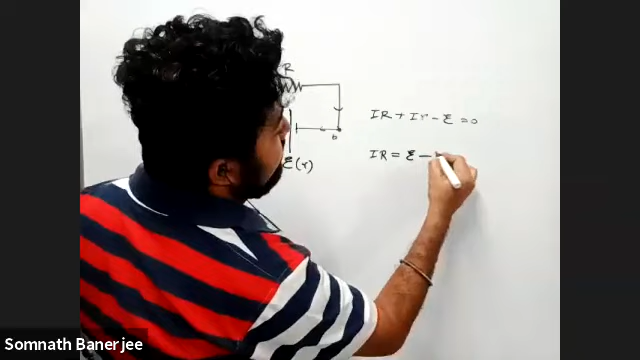 R
IR + Ir - ε = 0
b
IR = ε -
ε(r)
Somnath Banerjee